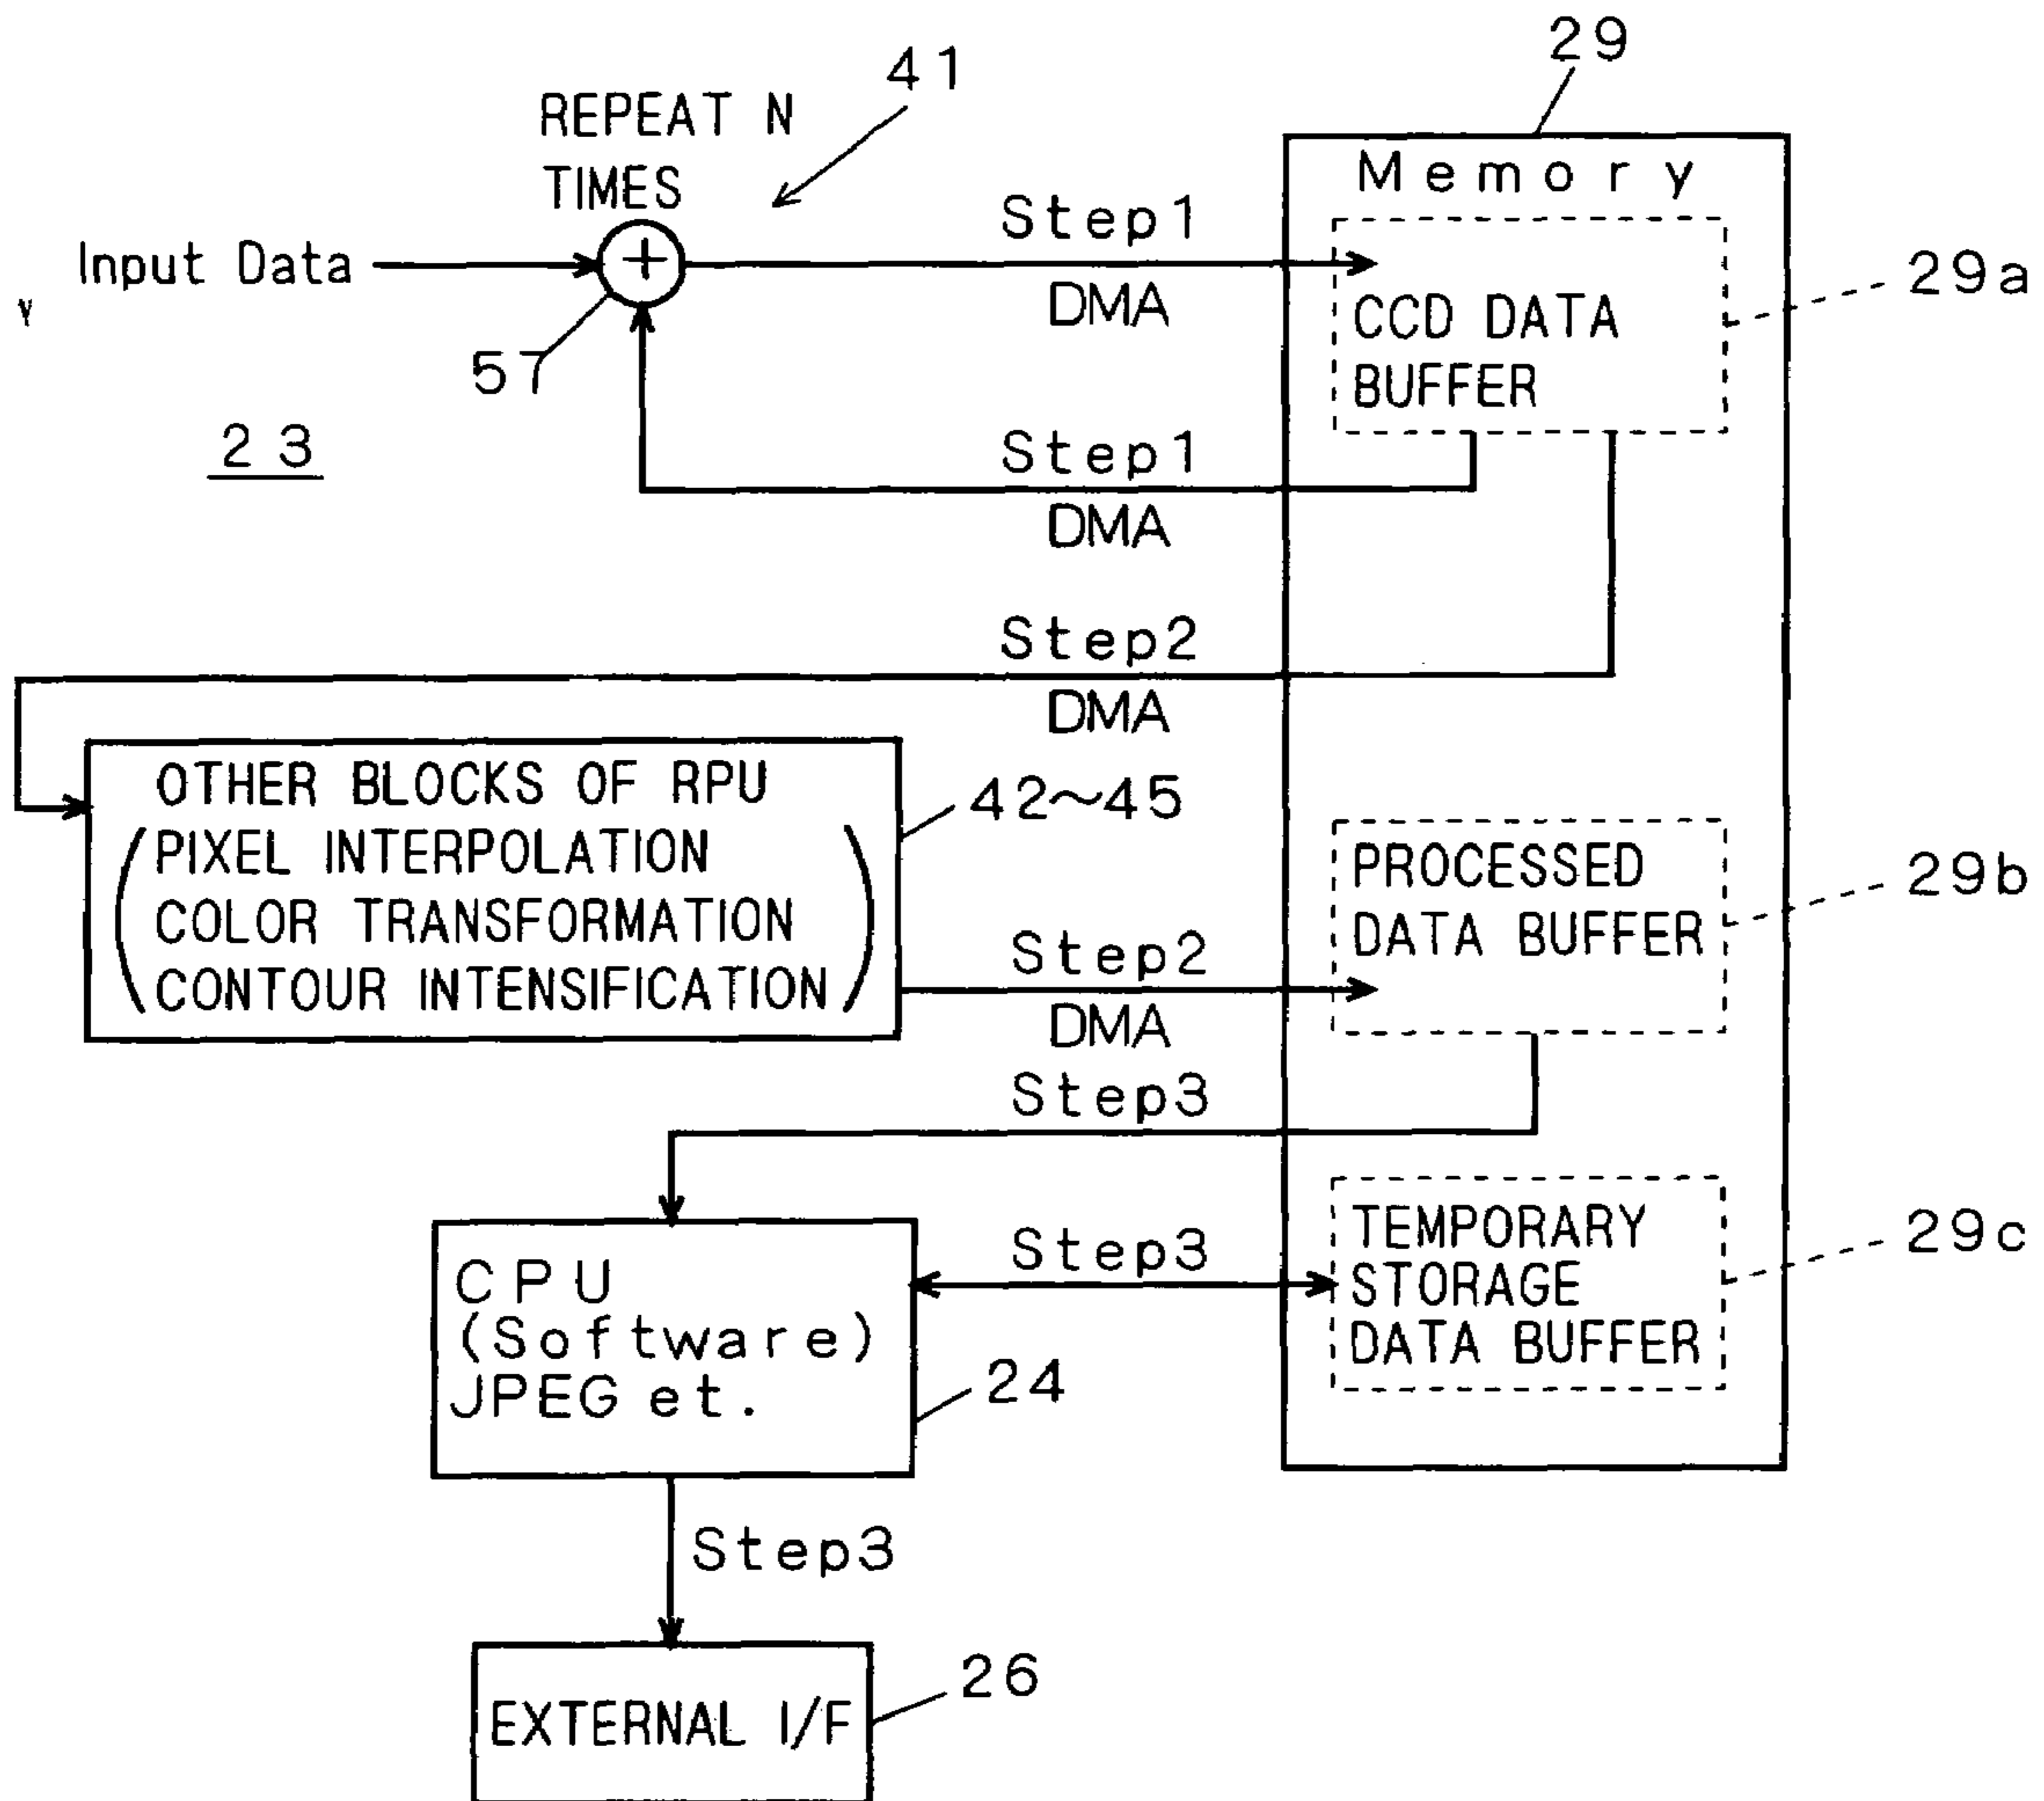 29
41
REPEAT N
TIMES
Memory
Step1
Input Data
+
29a
DMA
CCD DATA
BUFFER
57
23
Step1
DMA
Step2
DMA
OTHER BLOCKS OF RPU
42~45
(PIXEL INTERPOLATION
COLOR TRANSFORMATION
CONTOUR INTENSIFICATION)
PROCESSED
DATA BUFFER
29b
Step2
DMA
Step3
TEMPORARY
STORAGE
DATA BUFFER
29c
Step3
CPU
(Software)
JPEG et.
24
Step3
26
EXTERNAL I/F